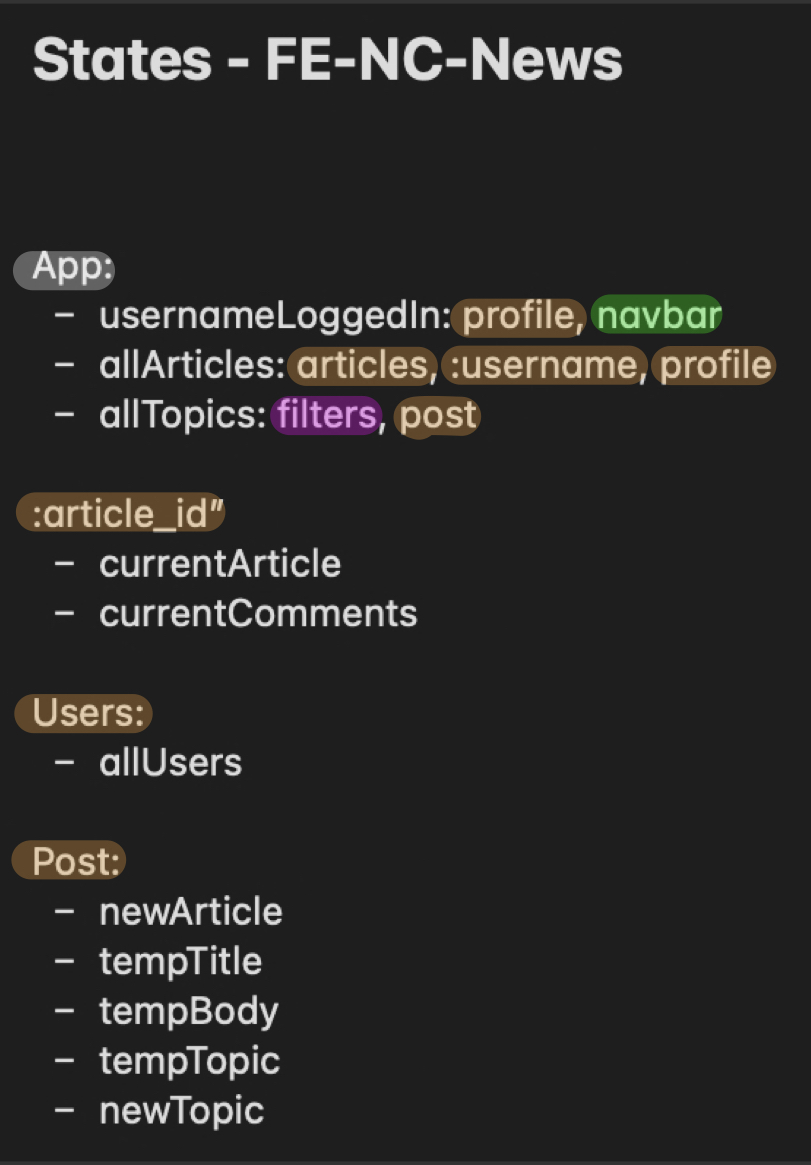 States - FE-NC-News
App:
– usernameLoggedIn: profile, navbar
– allArticles: articles, :username, profile
– allTopics: filters, post
:article_id"
– currentArticle
– currentComments
Users:
– allUsers
Post:
– newArticle
– tempTitle
– tempBody
– tempTopic
– newTopic